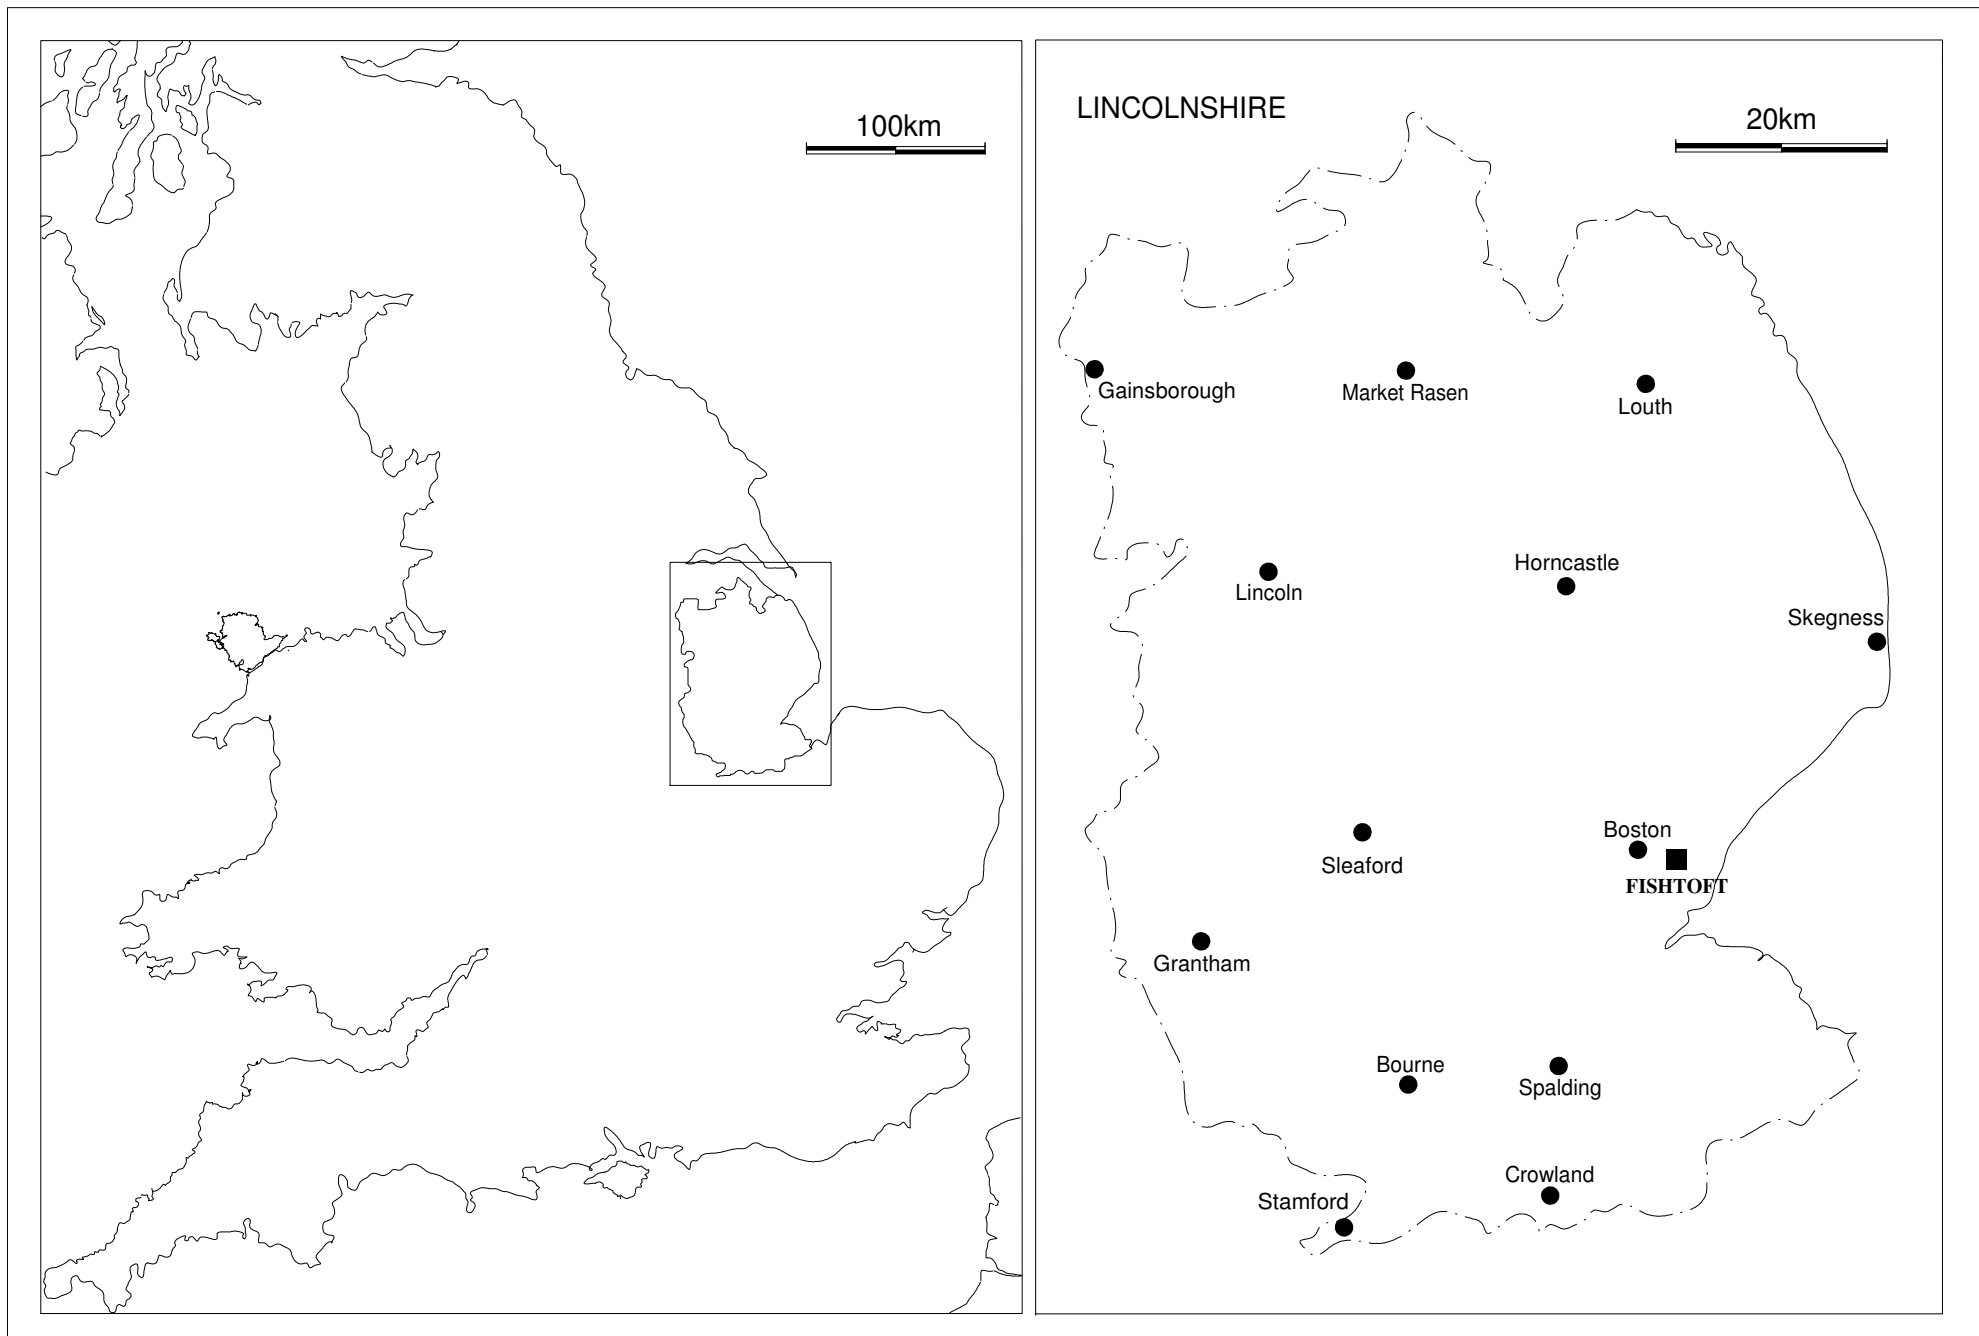 100km
LINCOLNSHIRE
20km
Gainsborough
Market Rasen
Louth
Lincoln
Horncastle
Skegness
Sleaford
Boston
FISHTOFT
Grantham
Bourne
Spalding
Crowland
Stamford